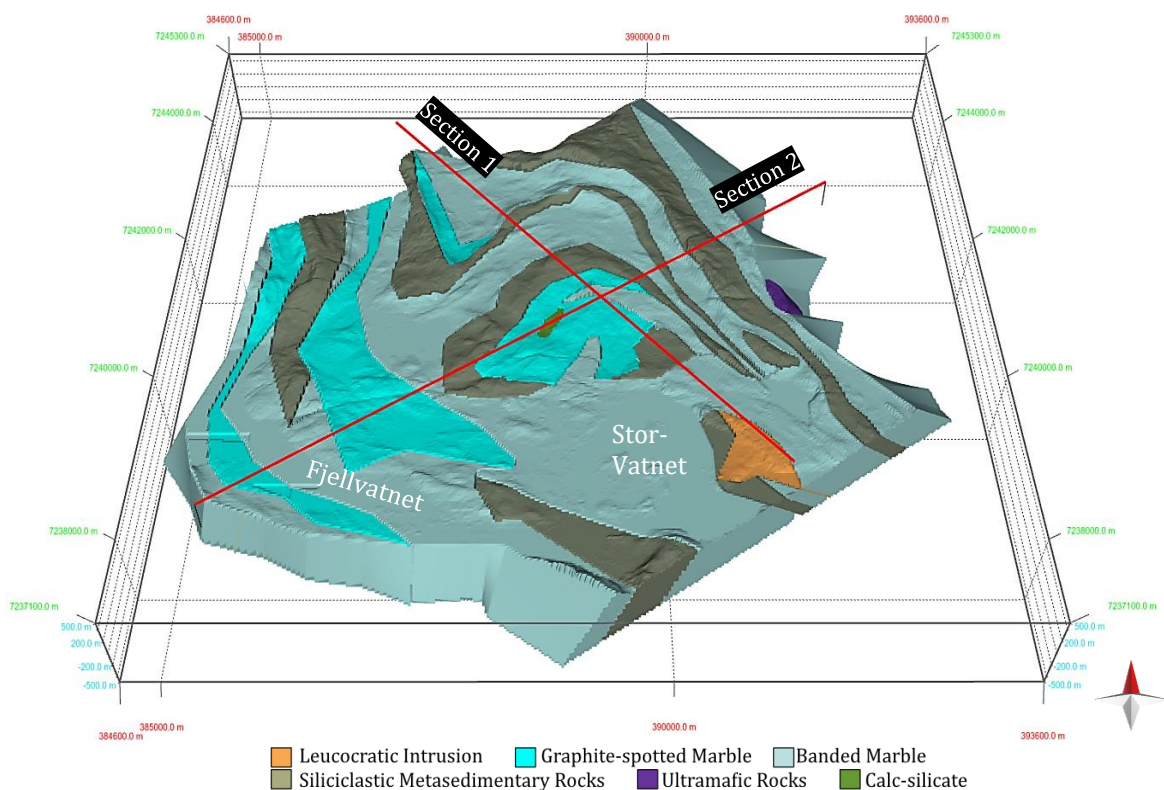 384600.0 m
393600.0 m
7245300.0 m
385000.0 m
390000.0 m
7245300.0 m
7244000.0 m
7244000.0 m
Section 1
Section 2
7242000.0 m
7242000.0 m
7240000.0 m
7240000.0 m
Stor-
Vatnet
Fjellvatnet
7238000.0 m
7238000.0 m
7237100.0 m
7237100.0 m
500.0 m
500.0 m
200.0 m
200.0 m
-200.0 m
-200.0 m
-500.0 m
-500.0 m
385000.0 m
390000.0 m
384600.0 m
393600.0 m
Leucocratic Intrusion
Graphite-spotted Marble
Banded Marble
Siliciclastic Metasedimentary Rocks
Ultramafic Rocks
Calc-silicate